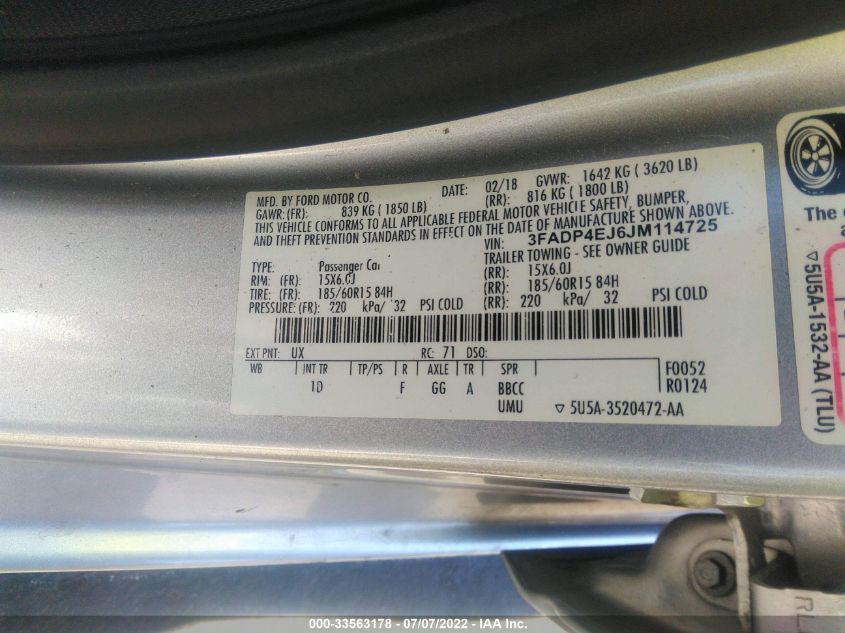 MFD. BY FORD MOTOR CO. DATE: 02/18 GVWR: 1642 KG ( 3620 LB)
GAWR:(FR): 839 KG ( 1850 LB) (RR): 816 KG ( 1800 LB)
THIS VEHICLE CONFORMS TO ALL APPLICABLE FEDERAL MOTOR VEHICLE SAFETY, BUMPER,
AND THEFT PREVENTION STANDARDS IN EFFECT ON THE DATE OF MANUFACTURE SHOWN ABOVE.
VIN: 3FADP4EJ6JM114725
TRAILER TOWING - SEE OWNER GUIDE
TYPE: Passenger Car
RIM: (FR): 15X6.0J (RR): 15X6.0J
TIRE: (FR): 185/60R15 84H (RR): 185/60R15 84H
PRESSURE: (FR): 220 kPa/ 32 PSI COLD (RR): 220 kPa/ 32 PSI COLD
EXT PNT: UX RC: 71 DSO:
WB INT TR TP/PS R AXLE TR SPR F0052
1D F GG A BBCC R0124
UMU ▽ 5U5A-3520472-AA
The
▽5U5A-1532-AA (TLU)
RL
000-33563178 - 07/07/2022 - IAA Inc.